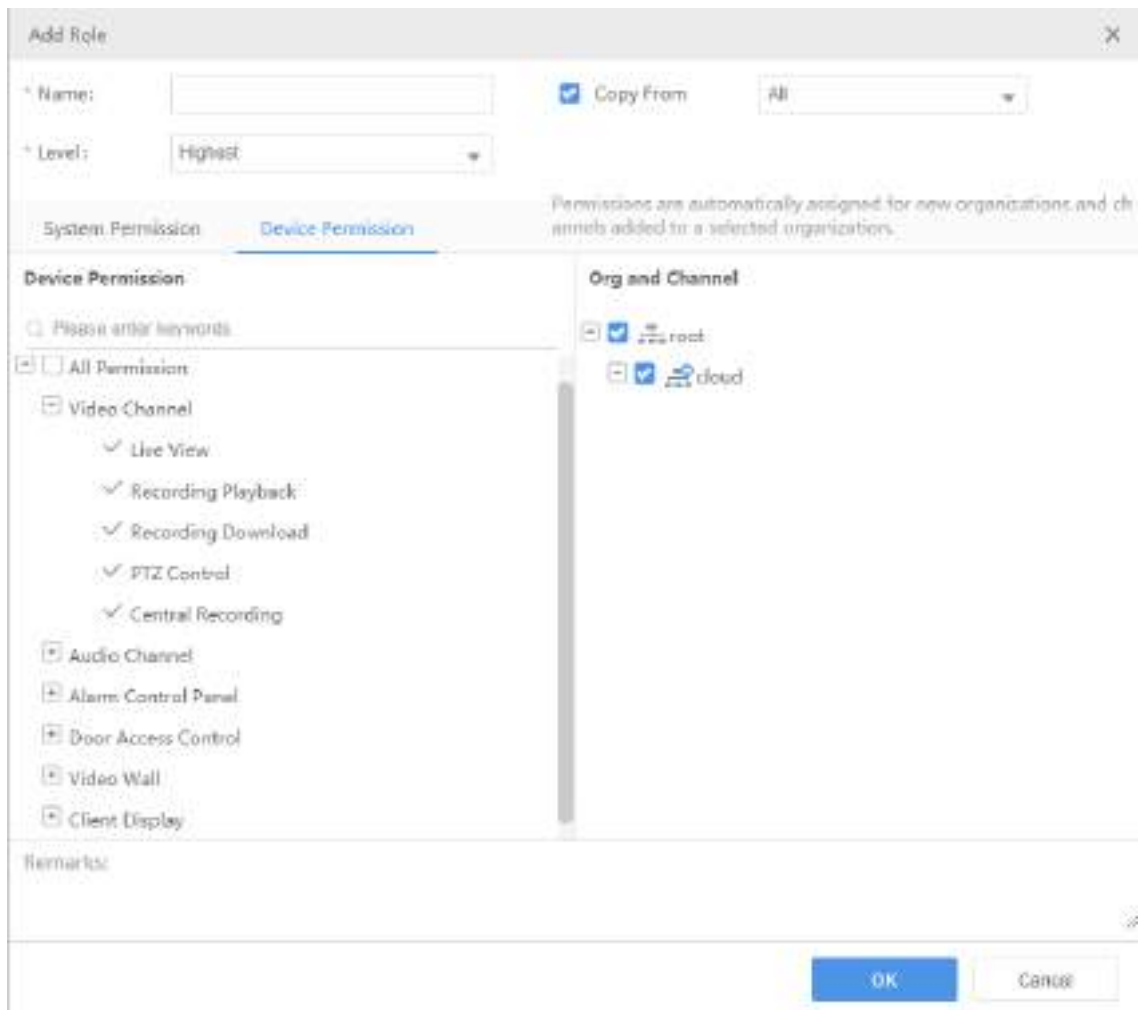 Add Role
* Name:
Copy From
All
* Level:
Highest
System Permission
Device Permission
Permissions are automatically assigned for new organizations and ch
annels added to a selected organization.
Device Permission
Org and Channel
Please enter keywords
root
All Permission
cloud
Video Channel
Live View
Recording Playback
Recording Download
PTZ Control
Central Recording
Audio Channel
Alarm Control Panel
Door Access Control
Video Wall
Client Display
Remarks:
OK
Cancel